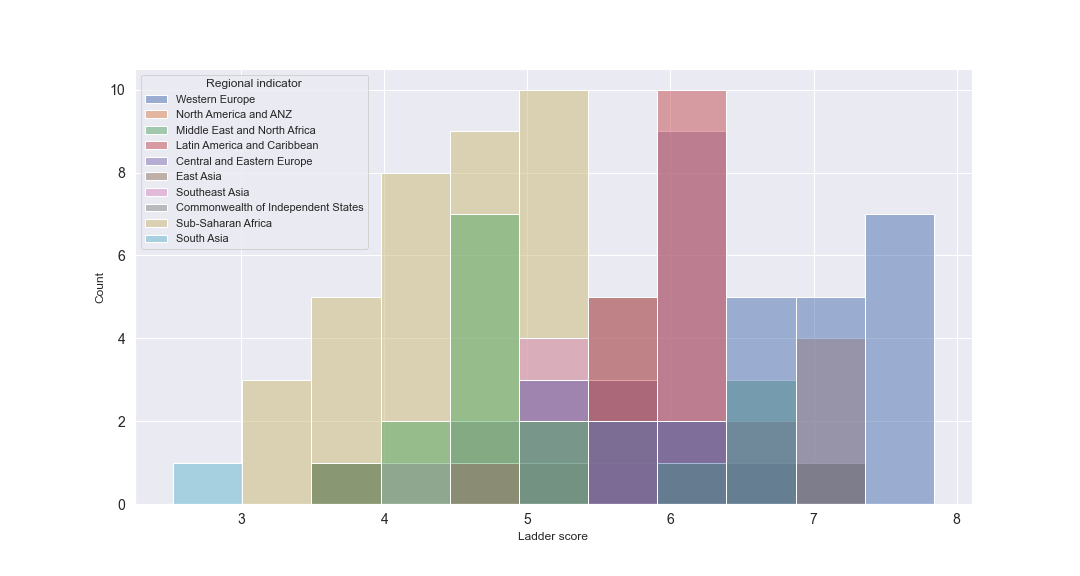 Regional indicator
Western Europe
North America and ANZ
Middle East and North Africa
Latin America and Caribbean
Central and Eastern Europe
East Asia
Southeast Asia
Commonwealth of Independent States
Sub-Saharan Africa
South Asia
10
8
6
4
2
0
Count
3 4 5 6 7 8
Ladder score